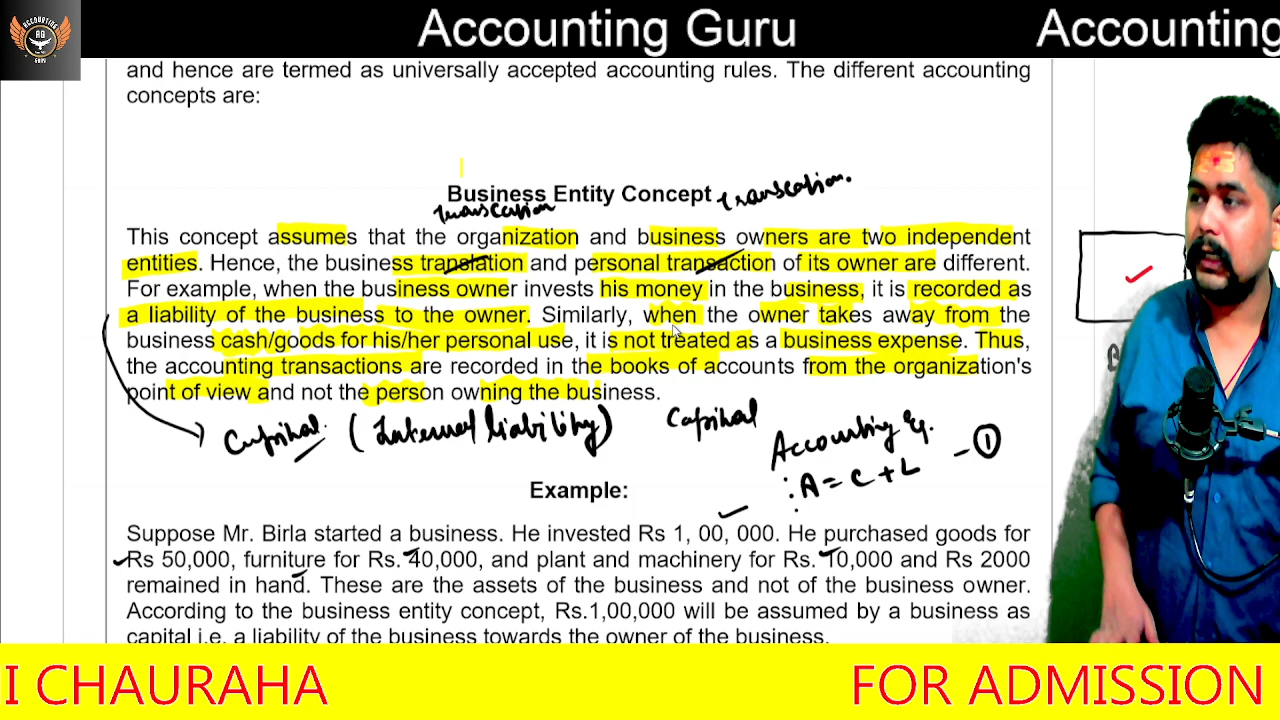 Accounting Guru
Accounting
ACCOUNTING
AG
and hence are termed as universally accepted accounting rules. The different accounting
concepts are:
Business Entity Concept
transcation
transcation.
This concept assumes that the organization and business owners are two independent
entities. Hence, the business translation and personal transaction of its owner are different.
For example, when the business owner invests his money in the business, it is recorded as
a liability of the business to the owner. Similarly, when the owner takes away from the
business cash/goods for his/her personal use, it is not treated as a business expense. Thus,
the accounting transactions are recorded in the books of accounts from the organization's
point of view and not the person owning the business.
Capital. (Internal liability)
Capital
Accounting Eq.
: A = C + L - ①
Example:
Suppose Mr. Birla started a business. He invested Rs 1, 00, 000. He purchased goods for
Rs 50,000, furniture for Rs. 40,000, and plant and machinery for Rs. 10,000 and Rs 2000
remained in hand. These are the assets of the business and not of the business owner.
According to the business entity concept, Rs.1,00,000 will be assumed by a business as
capital i.e. a liability of the business towards the owner of the business.
I CHAURAHA
FOR ADMISSION